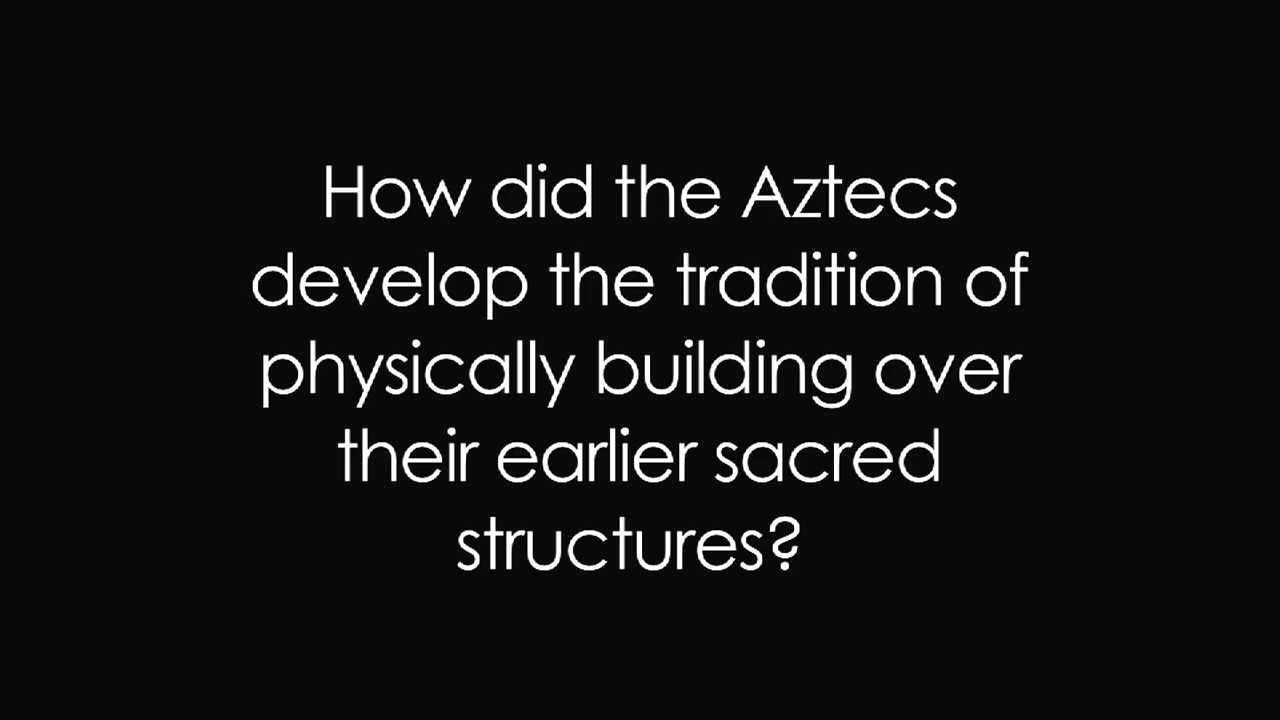 How did the Aztecs
develop the tradition of
physically building over
their earlier sacred
structures?